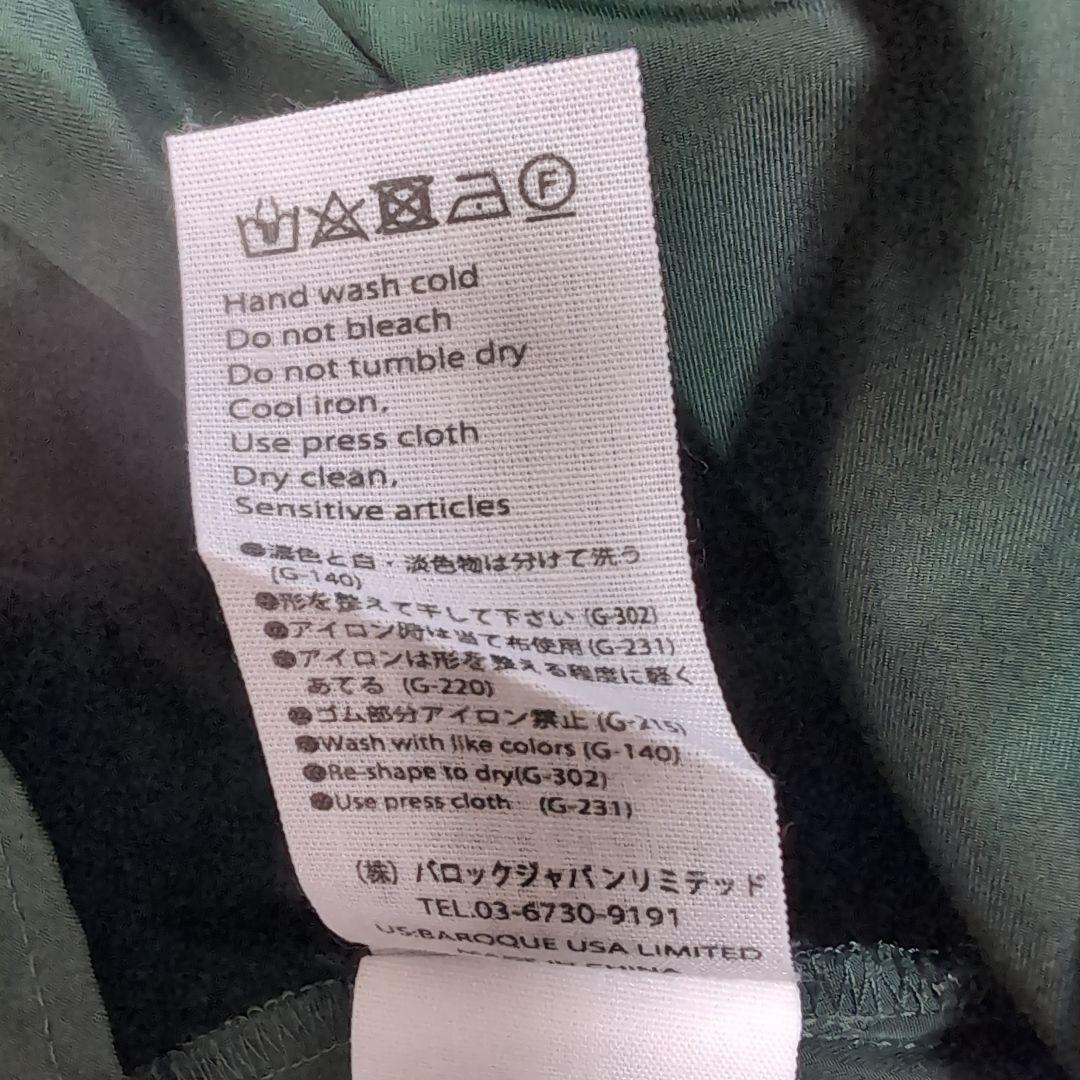 F
Hand wash cold
Do not bleach
Do not tumble dry
Cool iron,
Use press cloth
Dry clean,
Sensitive articles
●濃色と白・淡色物は分けて洗う
(G-140)
●形を整えて干して下さい (G-302)
●アイロン時は当て布使用 (G-231)
●アイロンは形を整える程度に軽く
あてる (G-220)
●ゴム部分アイロン禁止 (G-215)
●Wash with like colors (G-140)
●Re-shape to dry(G-302)
●Use press cloth (G-231)
(株) バロックジャパンリミテッド
TEL.03-6730-9191
US:BAROQUE USA LIMITED
MADE IN CHINA